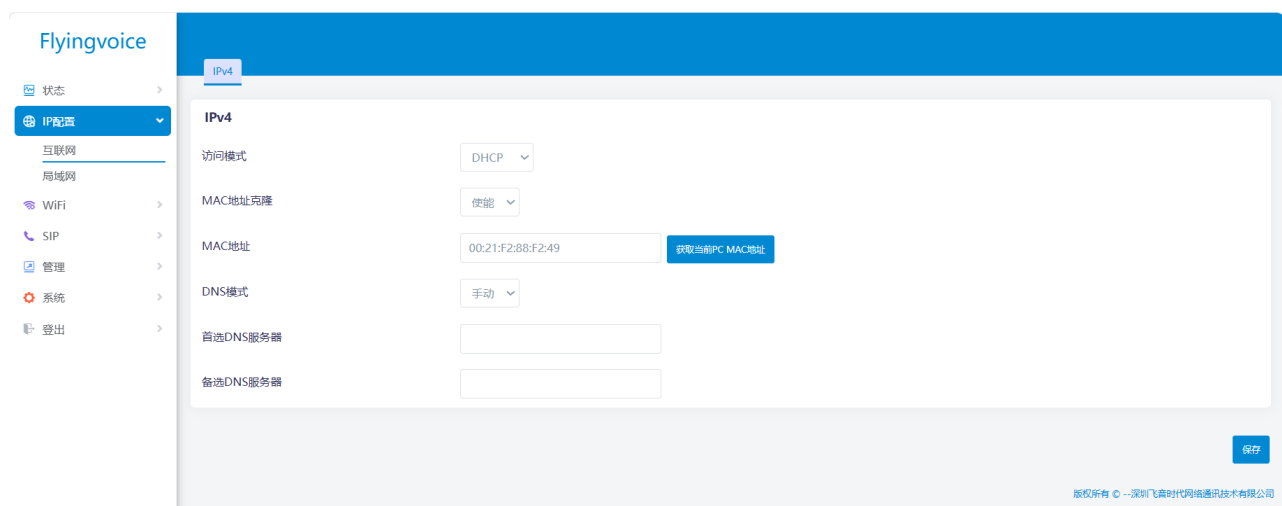 Flyingvoice
状态
IP配置
互联网
局域网
WiFi
SIP
管理
系统
登出
IPv4
IPv4
访问模式 DHCP
MAC地址克隆 使能
MAC地址 00:21:F2:88:F2:49 获取当前PC MAC地址
DNS模式 手动
首选DNS服务器
备选DNS服务器
保存
版权所有 © --深圳飞音时代网络通讯技术有限公司